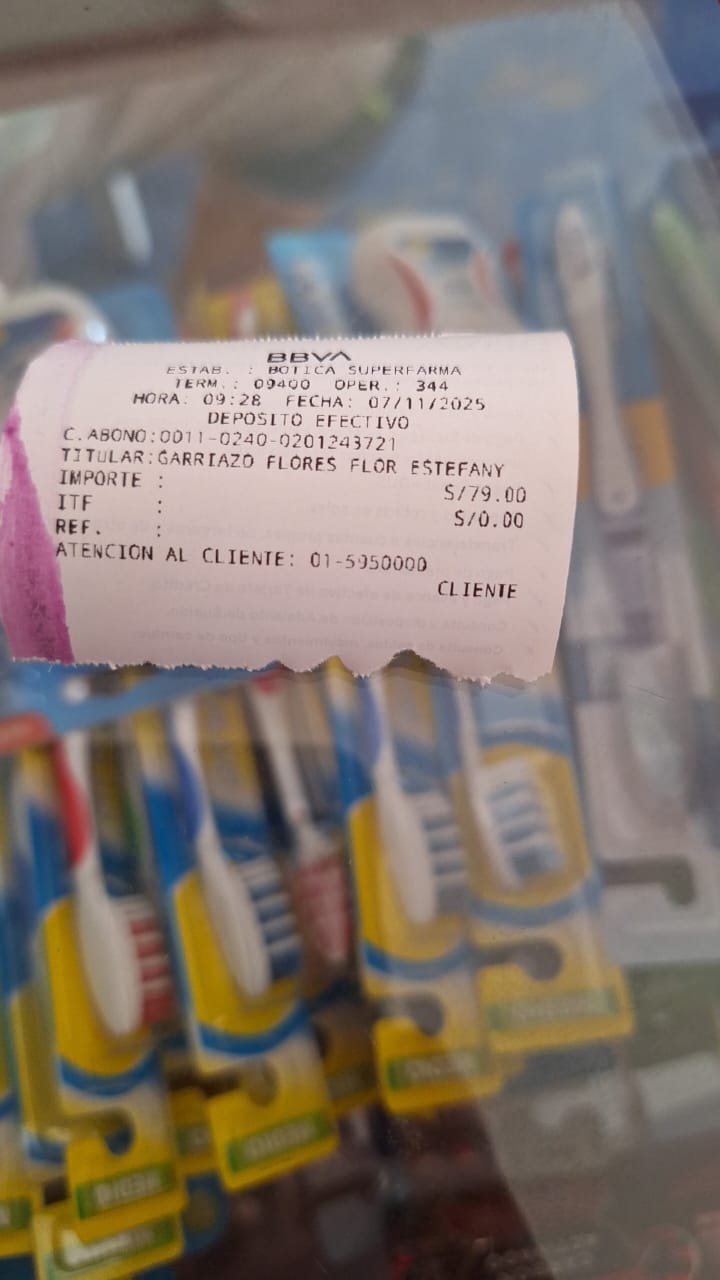 BBVA
ESTAB. : BOTICA SUPERFARMA
TERM.: 09400 OPER.: 344
HORA: 09:28 FECHA: 07/11/2025
DEPOSITO EFECTIVO
C.ABONO:0011-0240-0201243721
TITULAR:GARRIAZO FLORES FLOR ESTEFANY
IMPORTE : S/79.00
ITF : S/0.00
REF. :
ATENCION AL CLIENTE: 01-5950000
CLIENTE